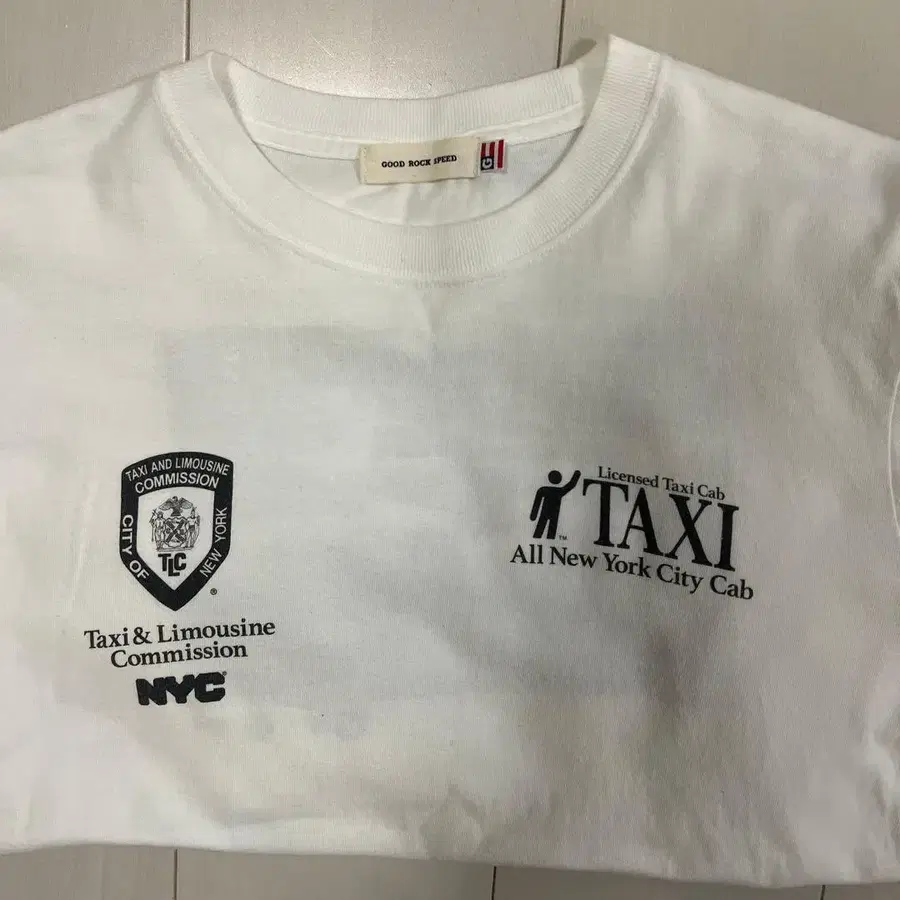 GOOD ROCK SPEED
G
TAXI AND LIMOUSINE
COMMISSION
CITY OF
NEW YORK
TLC
®
Taxi & Limousine
Commission
NYC®
Licensed Taxi Cab
TAXI
™
All New York City Cab